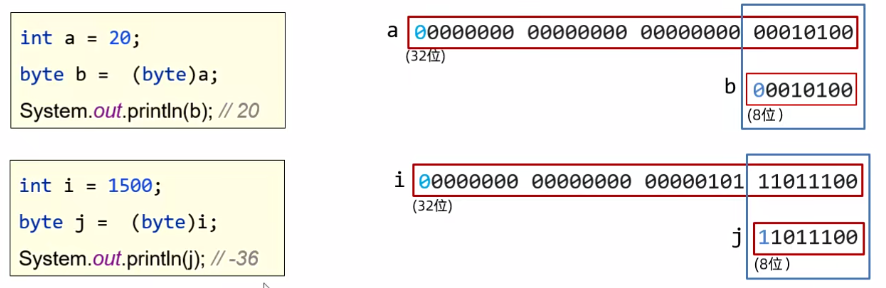 int a = 20;
byte b = (byte)a;
System.out.println(b); // 20
a 00000000 00000000 00000000 00010100
(32位)
b 00010100
(8位)
int i = 1500;
byte j = (byte)i;
System.out.println(j); // -36
i 00000000 00000000 00000101 11011100
(32位)
j 11011100
(8位)